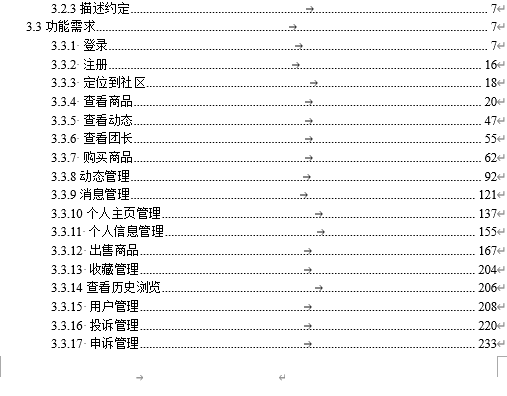 3.2.3 描述约定 7
3.3 功能需求 7
3.3.1 登录 7
3.3.2 注册 16
3.3.3 定位到社区 18
3.3.4 查看商品 20
3.3.5 查看动态 47
3.3.6 查看团长 55
3.3.7 购买商品 62
3.3.8 动态管理 92
3.3.9 消息管理 121
3.3.10 个人主页管理 137
3.3.11 个人信息管理 155
3.3.12 出售商品 167
3.3.13 收藏管理 204
3.3.14 查看历史浏览 206
3.3.15 用户管理 208
3.3.16 投诉管理 220
3.3.17 申诉管理 233